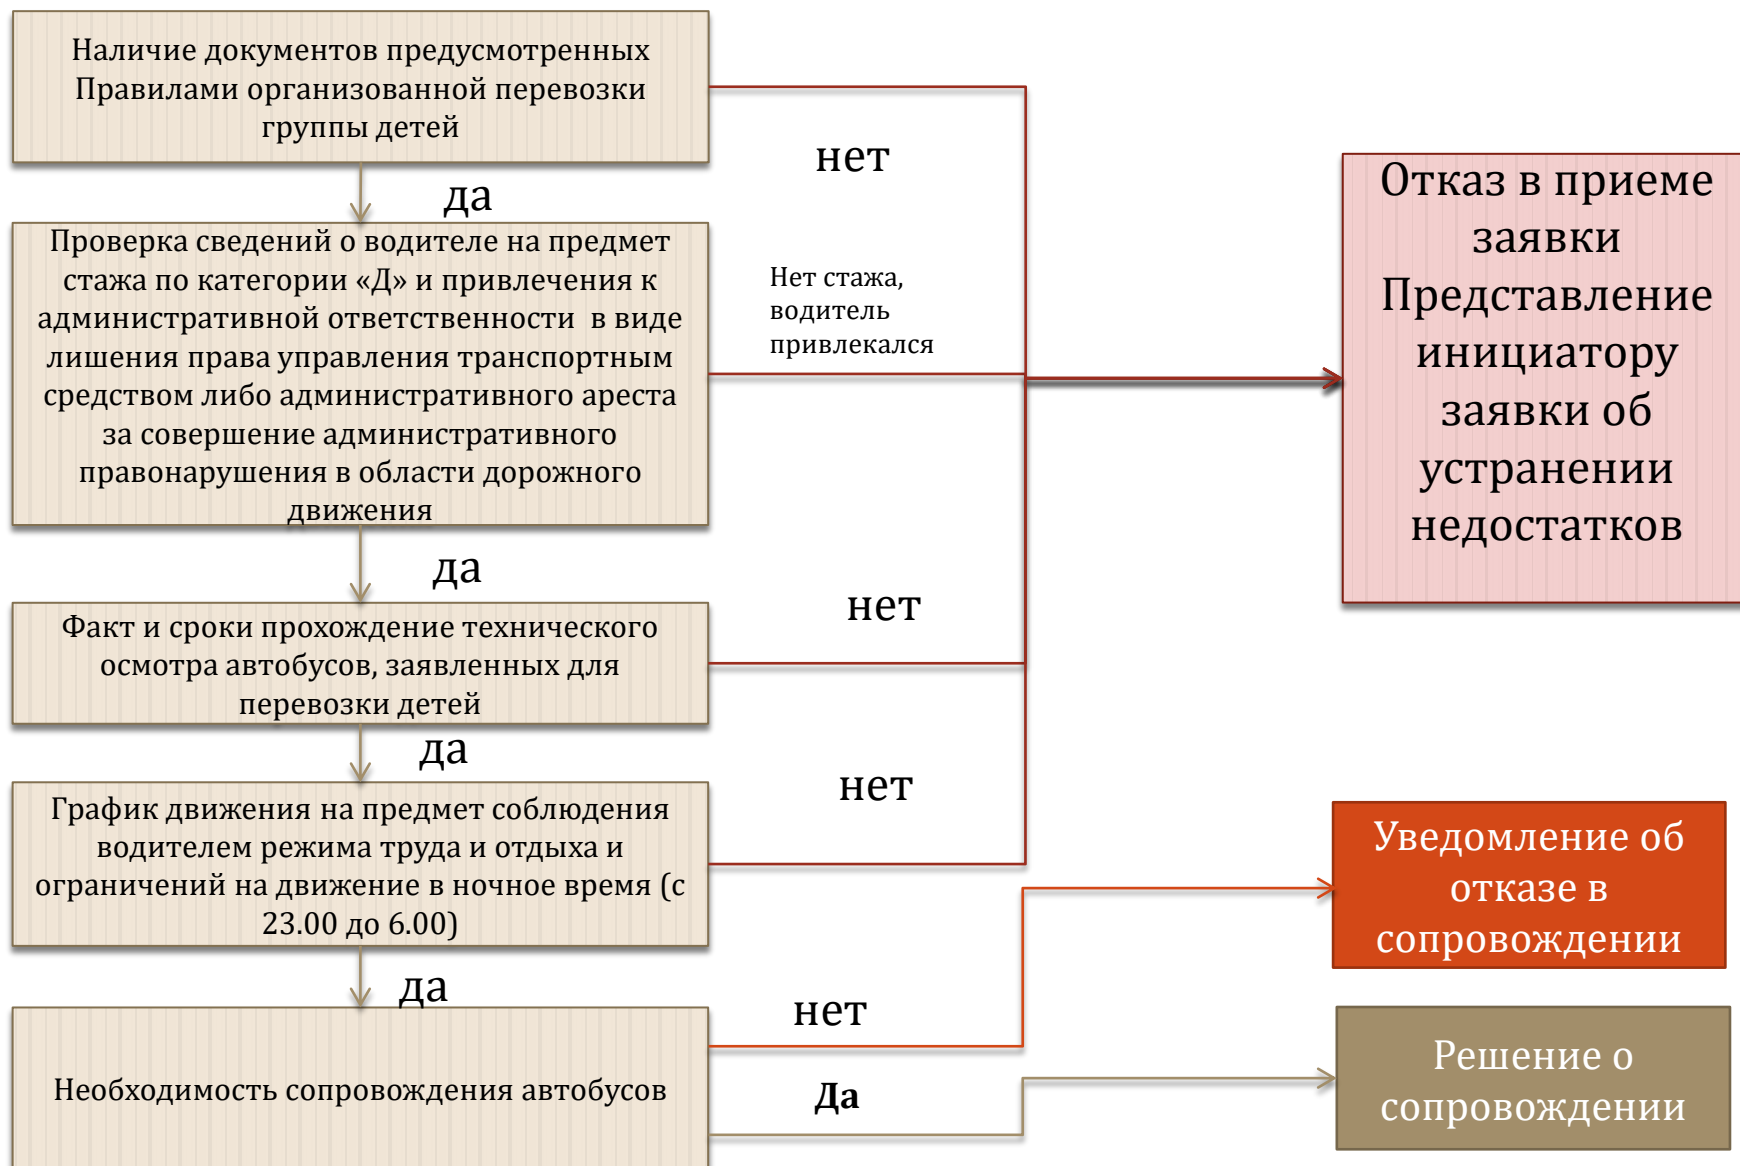 Наличие документов предусмотренных
Правилами организованной перевозки
группы детей
нет
да
Проверка сведений о водителе на предмет
стажа по категории «Д» и привлечения к
административной ответственности в виде
лишения права управления транспортным
средством либо административного ареста
за совершение административного
правонарушения в области дорожного
движения
Нет стажа,
водитель
привлекался
Отказ в приеме
заявки
Представление
инициатору
заявки об
устранении
недостатков
да
нет
Факт и сроки прохождение технического
осмотра автобусов, заявленных для
перевозки детей
да
нет
График движения на предмет соблюдения
водителем режима труда и отдыха и
ограничений на движение в ночное время (с
23.00 до 6.00)
Уведомление об
отказе в
сопровождении
да
нет
Необходимость сопровождения автобусов
Да
Решение о
сопровождении